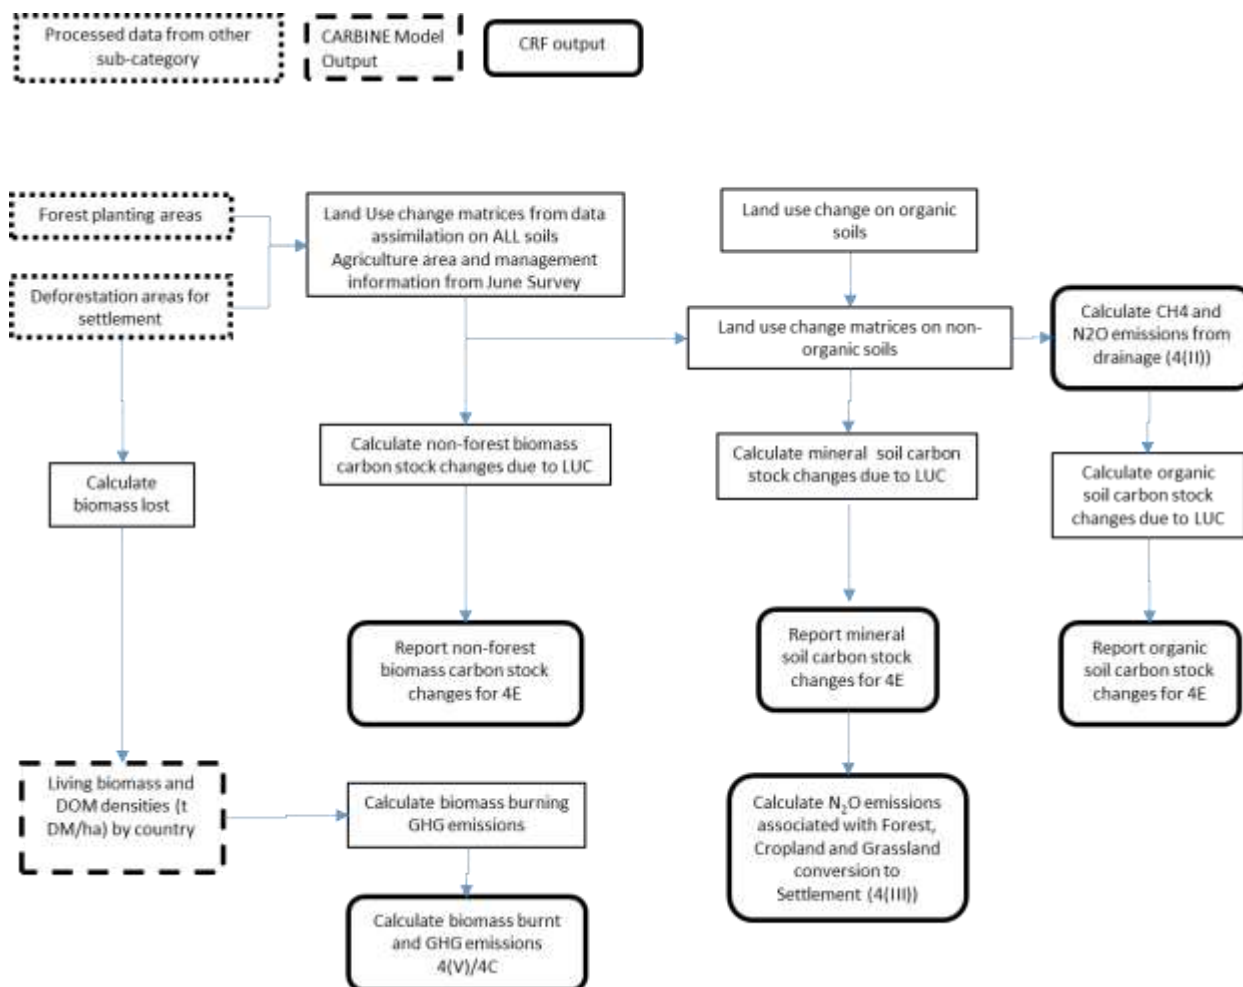 Processed data from other
sub-category
CARBINE Model
Output
CRF output
Forest planting areas
Deforestation areas for
settlement
Land Use change matrices from data
assimilation on ALL soils
Agriculture area and management
information from June Survey
Land use change on organic
soils
Land use change matrices on non-
organic soils
Calculate CH4 and
N2O emissions from
drainage (4(II))
Calculate
biomass lost
Calculate non-forest biomass
carbon stock changes due to LUC
Calculate mineral soil carbon
stock changes due to LUC
Calculate organic
soil carbon stock
changes due to LUC
Report non-forest
biomass carbon stock
changes for 4E
Report mineral
soil carbon stock
changes for 4E
Report organic
soil carbon stock
changes for 4E
Living biomass and
DOM densities (t
DM/ha) by country
Calculate biomass burning
GHG emissions
Calculate N₂O emissions
associated with Forest,
Cropland and Grassland
conversion to
Settlement (4(III))
Calculate biomass burnt
and GHG emissions
4(V)/4C